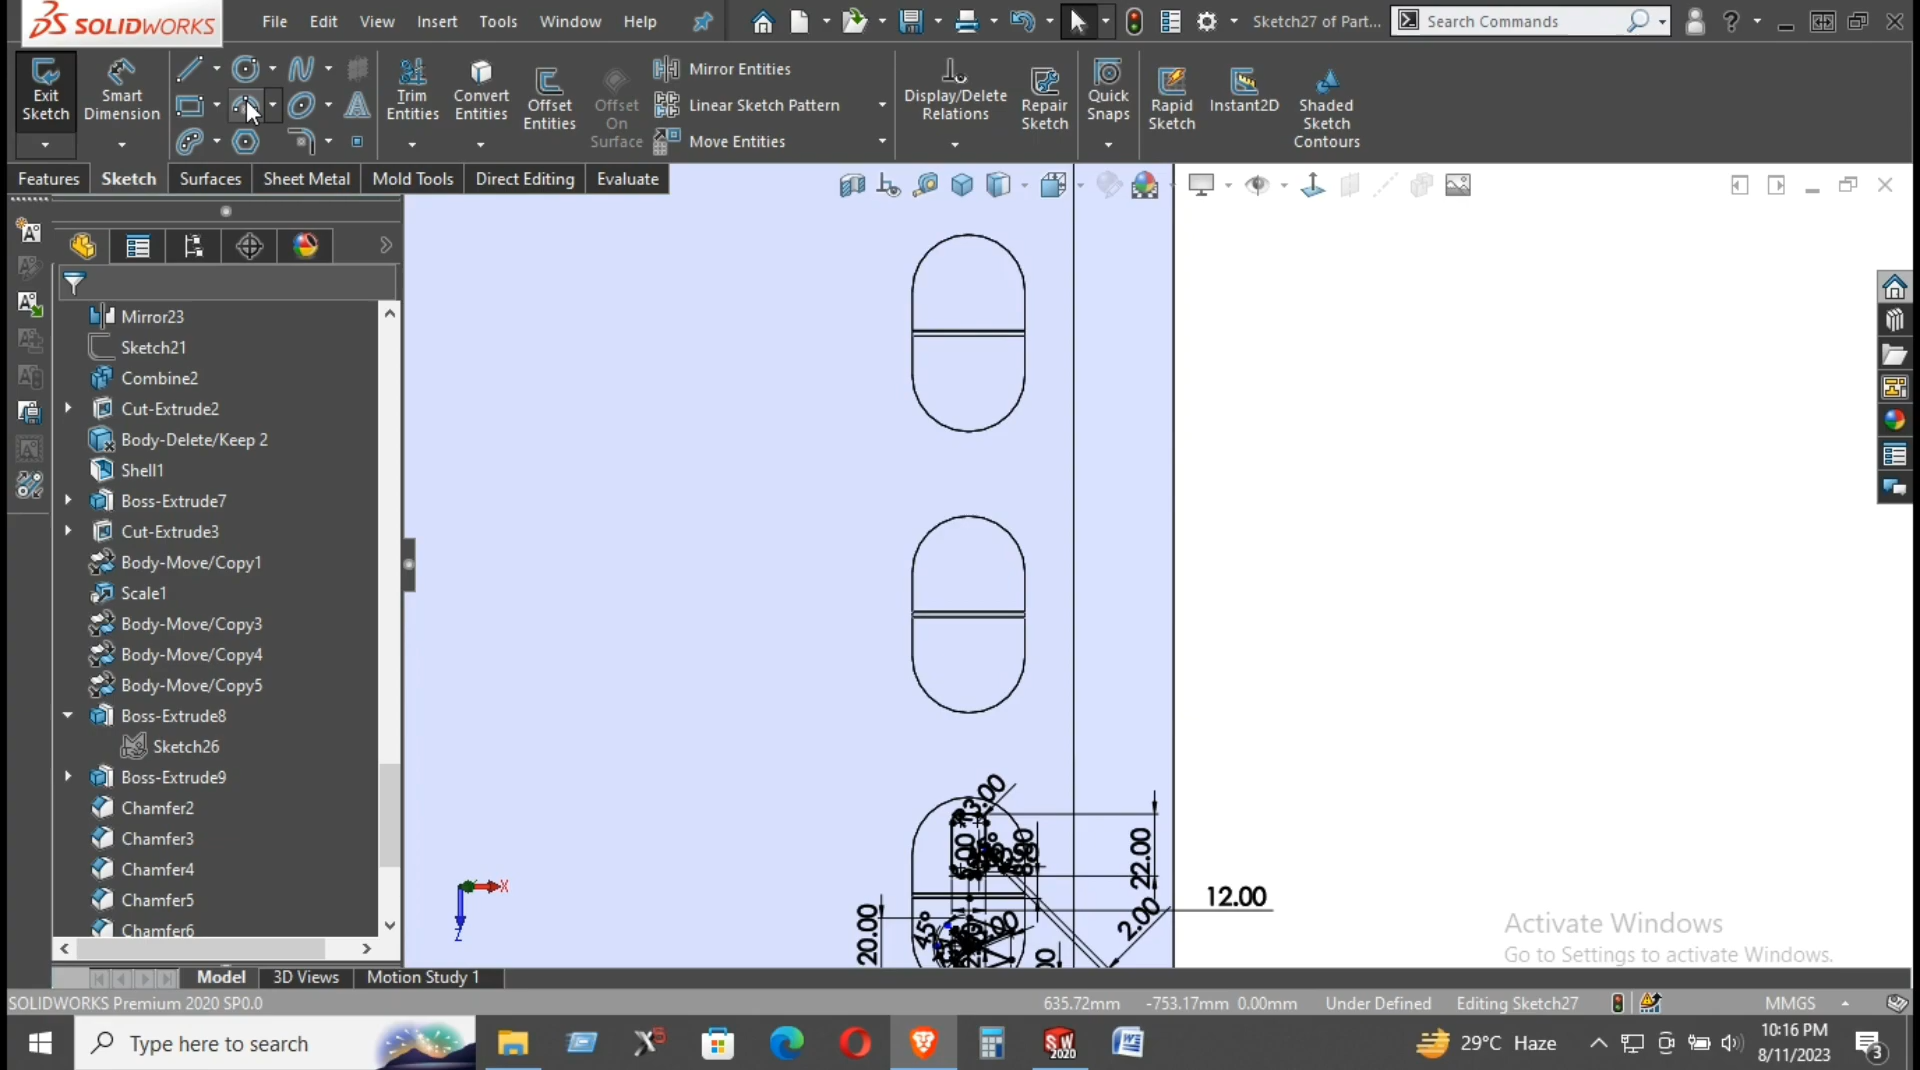 SOLIDWORKS
File Edit View Insert Tools Window Help
Sketch27 of Part...
Search Commands
Exit Sketch
Smart Dimension
Trim Entities
Convert Entities
Offset Entities
Offset On Surface
Mirror Entities
Linear Sketch Pattern
Move Entities
Display/Delete Relations
Repair Sketch
Quick Snaps
Rapid Sketch
Instant2D
Shaded Sketch Contours
Features Sketch Surfaces Sheet Metal Mold Tools Direct Editing Evaluate
Mirror23
Sketch21
Combine2
Cut-Extrude2
Body-Delete/Keep 2
Shell1
Boss-Extrude7
Cut-Extrude3
Body-Move/Copy1
Scale1
Body-Move/Copy3
Body-Move/Copy4
Body-Move/Copy5
Boss-Extrude8
Sketch26
Boss-Extrude9
Chamfer2
Chamfer3
Chamfer4
Chamfer5
Chamfer6
22.00
12.00
2.00
20.00
45°
X
Z
Activate Windows
Go to Settings to activate Windows.
Model 3D Views Motion Study 1
SOLIDWORKS Premium 2020 SP0.0
635.72mm -753.17mm 0.00mm Under Defined Editing Sketch27 MMGS
Type here to search
29°C Haze
10:16 PM
8/11/2023
3